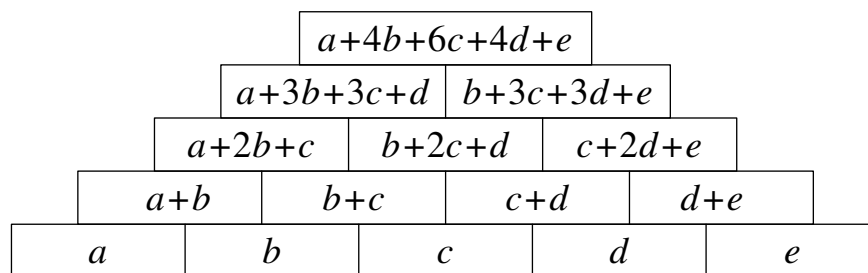 a+4b+6c+4d+e
a+3b+3c+d b+3c+3d+e
a+2b+c b+2c+d c+2d+e
a+b b+c c+d d+e
a b c d e